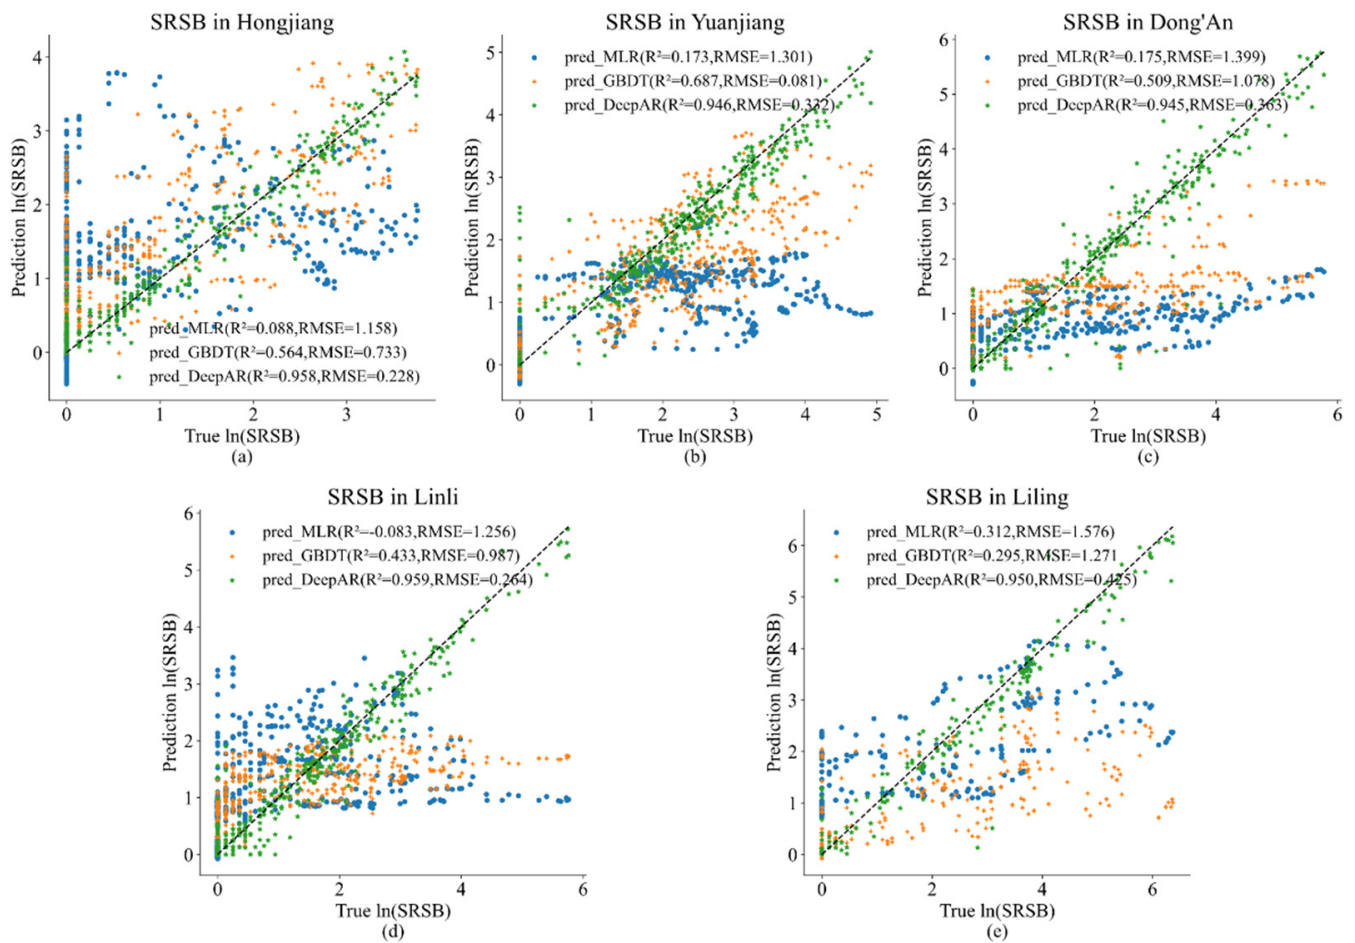 SRSB in Hongjiang
4
3
2
1
0
Prediction ln(SRSB)
pred_MLR(R²=0.088,RMSE=1.158)
pred_GBDT(R²=0.564,RMSE=0.733)
pred_DeepAR(R²=0.958,RMSE=0.228)
0 1 2 3
True ln(SRSB)
(a)
SRSB in Yuanjiang
pred_MLR(R²=0.173,RMSE=1.301)
pred_GBDT(R²=0.687,RMSE=0.081)
pred_DeepAR(R²=0.946,RMSE=0.332)
5
4
3
2
1
0
Prediction ln(SRSB)
0 1 2 3 4 5
True ln(SRSB)
(b)
SRSB in Dong'An
pred_MLR(R²=0.175,RMSE=1.399)
pred_GBDT(R²=0.509,RMSE=1.078)
pred_DeepAR(R²=0.945,RMSE=0.363)
6
5
4
3
2
1
0
Prediction ln(SRSB)
0 2 4 6
True ln(SRSB)
(c)
SRSB in Linli
pred_MLR(R²=-0.083,RMSE=1.256)
pred_GBDT(R²=0.433,RMSE=0.987)
pred_DeepAR(R²=0.959,RMSE=0.264)
6
5
4
3
2
1
0
Prediction ln(SRSB)
0 2 4 6
True ln(SRSB)
(d)
SRSB in Liling
pred_MLR(R²=0.312,RMSE=1.576)
pred_GBDT(R²=0.295,RMSE=1.271
pred_DeepAR(R²=0.950,RMSE=0.425)
6
5
4
3
2
1
0
Prediction ln(SRSB)
0 2 4 6
True ln(SRSB)
(e)